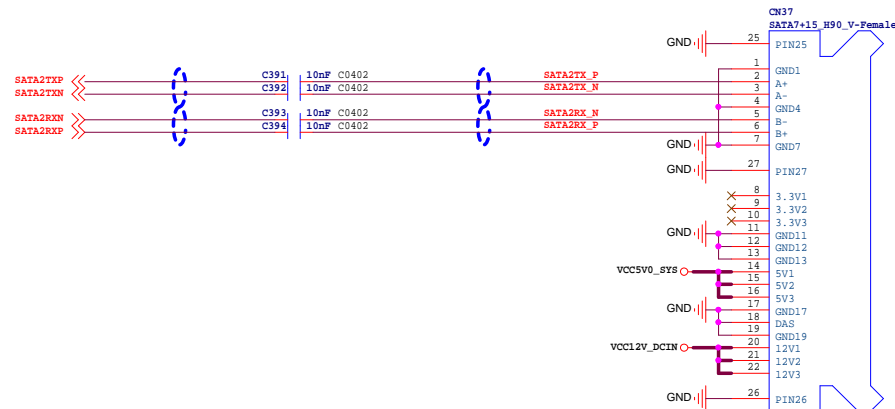 CN37
SATA7+15_H90_V-Female
GND 25 PIN25
1 GND1
SATA2TXP C391 10nF C0402 SATA2TX_P 2 A+
SATA2TXN C392 10nF C0402 SATA2TX_N 3 A-
4 GND4
SATA2RXN C393 10nF C0402 SATA2RX_N 5 B-
SATA2RXP C394 10nF C0402 SATA2RX_P 6 B+
GND 7 GND7
GND 27 PIN27
8 3.3V1
9 3.3V2
10 3.3V3
GND 11 GND11
12 GND12
13 GND13
VCC5V0_SYS 14 5V1
15 5V2
16 5V3
GND 17 GND17
18 DAS
19 GND19
VCC12V_DCIN 20 12V1
21 12V2
22 12V3
GND 26 PIN26